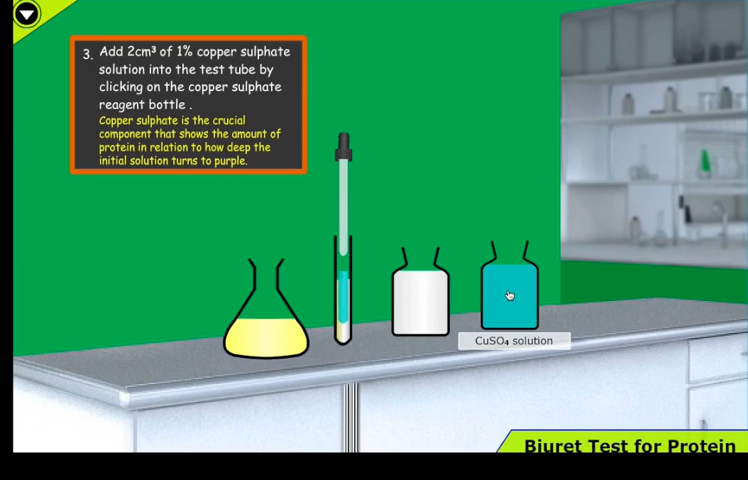 3. Add 2cm³ of 1% copper sulphate
solution into the test tube by
clicking on the copper sulphate
reagent bottle .
Copper sulphate is the crucial
component that shows the amount of
protein in relation to how deep the
initial solution turns to purple.
CuSO₄ solution
Biuret Test for Protein